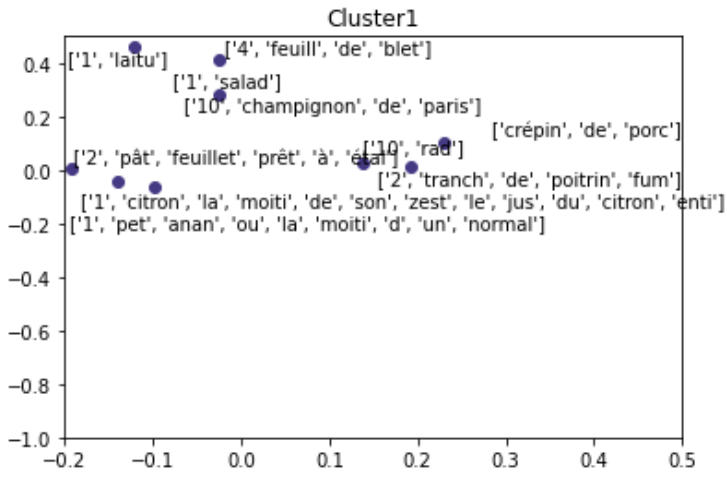 Cluster1
0.4
['4', 'feuill', 'de', 'blet']
['1', 'laitu']
['1', 'salad']
0.2
['10', 'champignon', 'de', 'paris']
['crépin', 'de', 'porc']
['10', 'rad']
['2', 'pât', 'feuillet', 'prêt', 'à', 'étal']
0.0
['2', 'tranch', 'de', 'poitrin', 'fum']
['1', 'citron', 'la', 'moiti', 'de', 'son', 'zest', 'le', 'jus', 'du', 'citron', 'enti']
['1', 'pet', 'anan', 'ou', 'la', 'moiti', 'd', 'un', 'normal']
−0.2
−0.4
−0.6
−0.8
−1.0
−0.2 −0.1 0.0 0.1 0.2 0.3 0.4 0.5